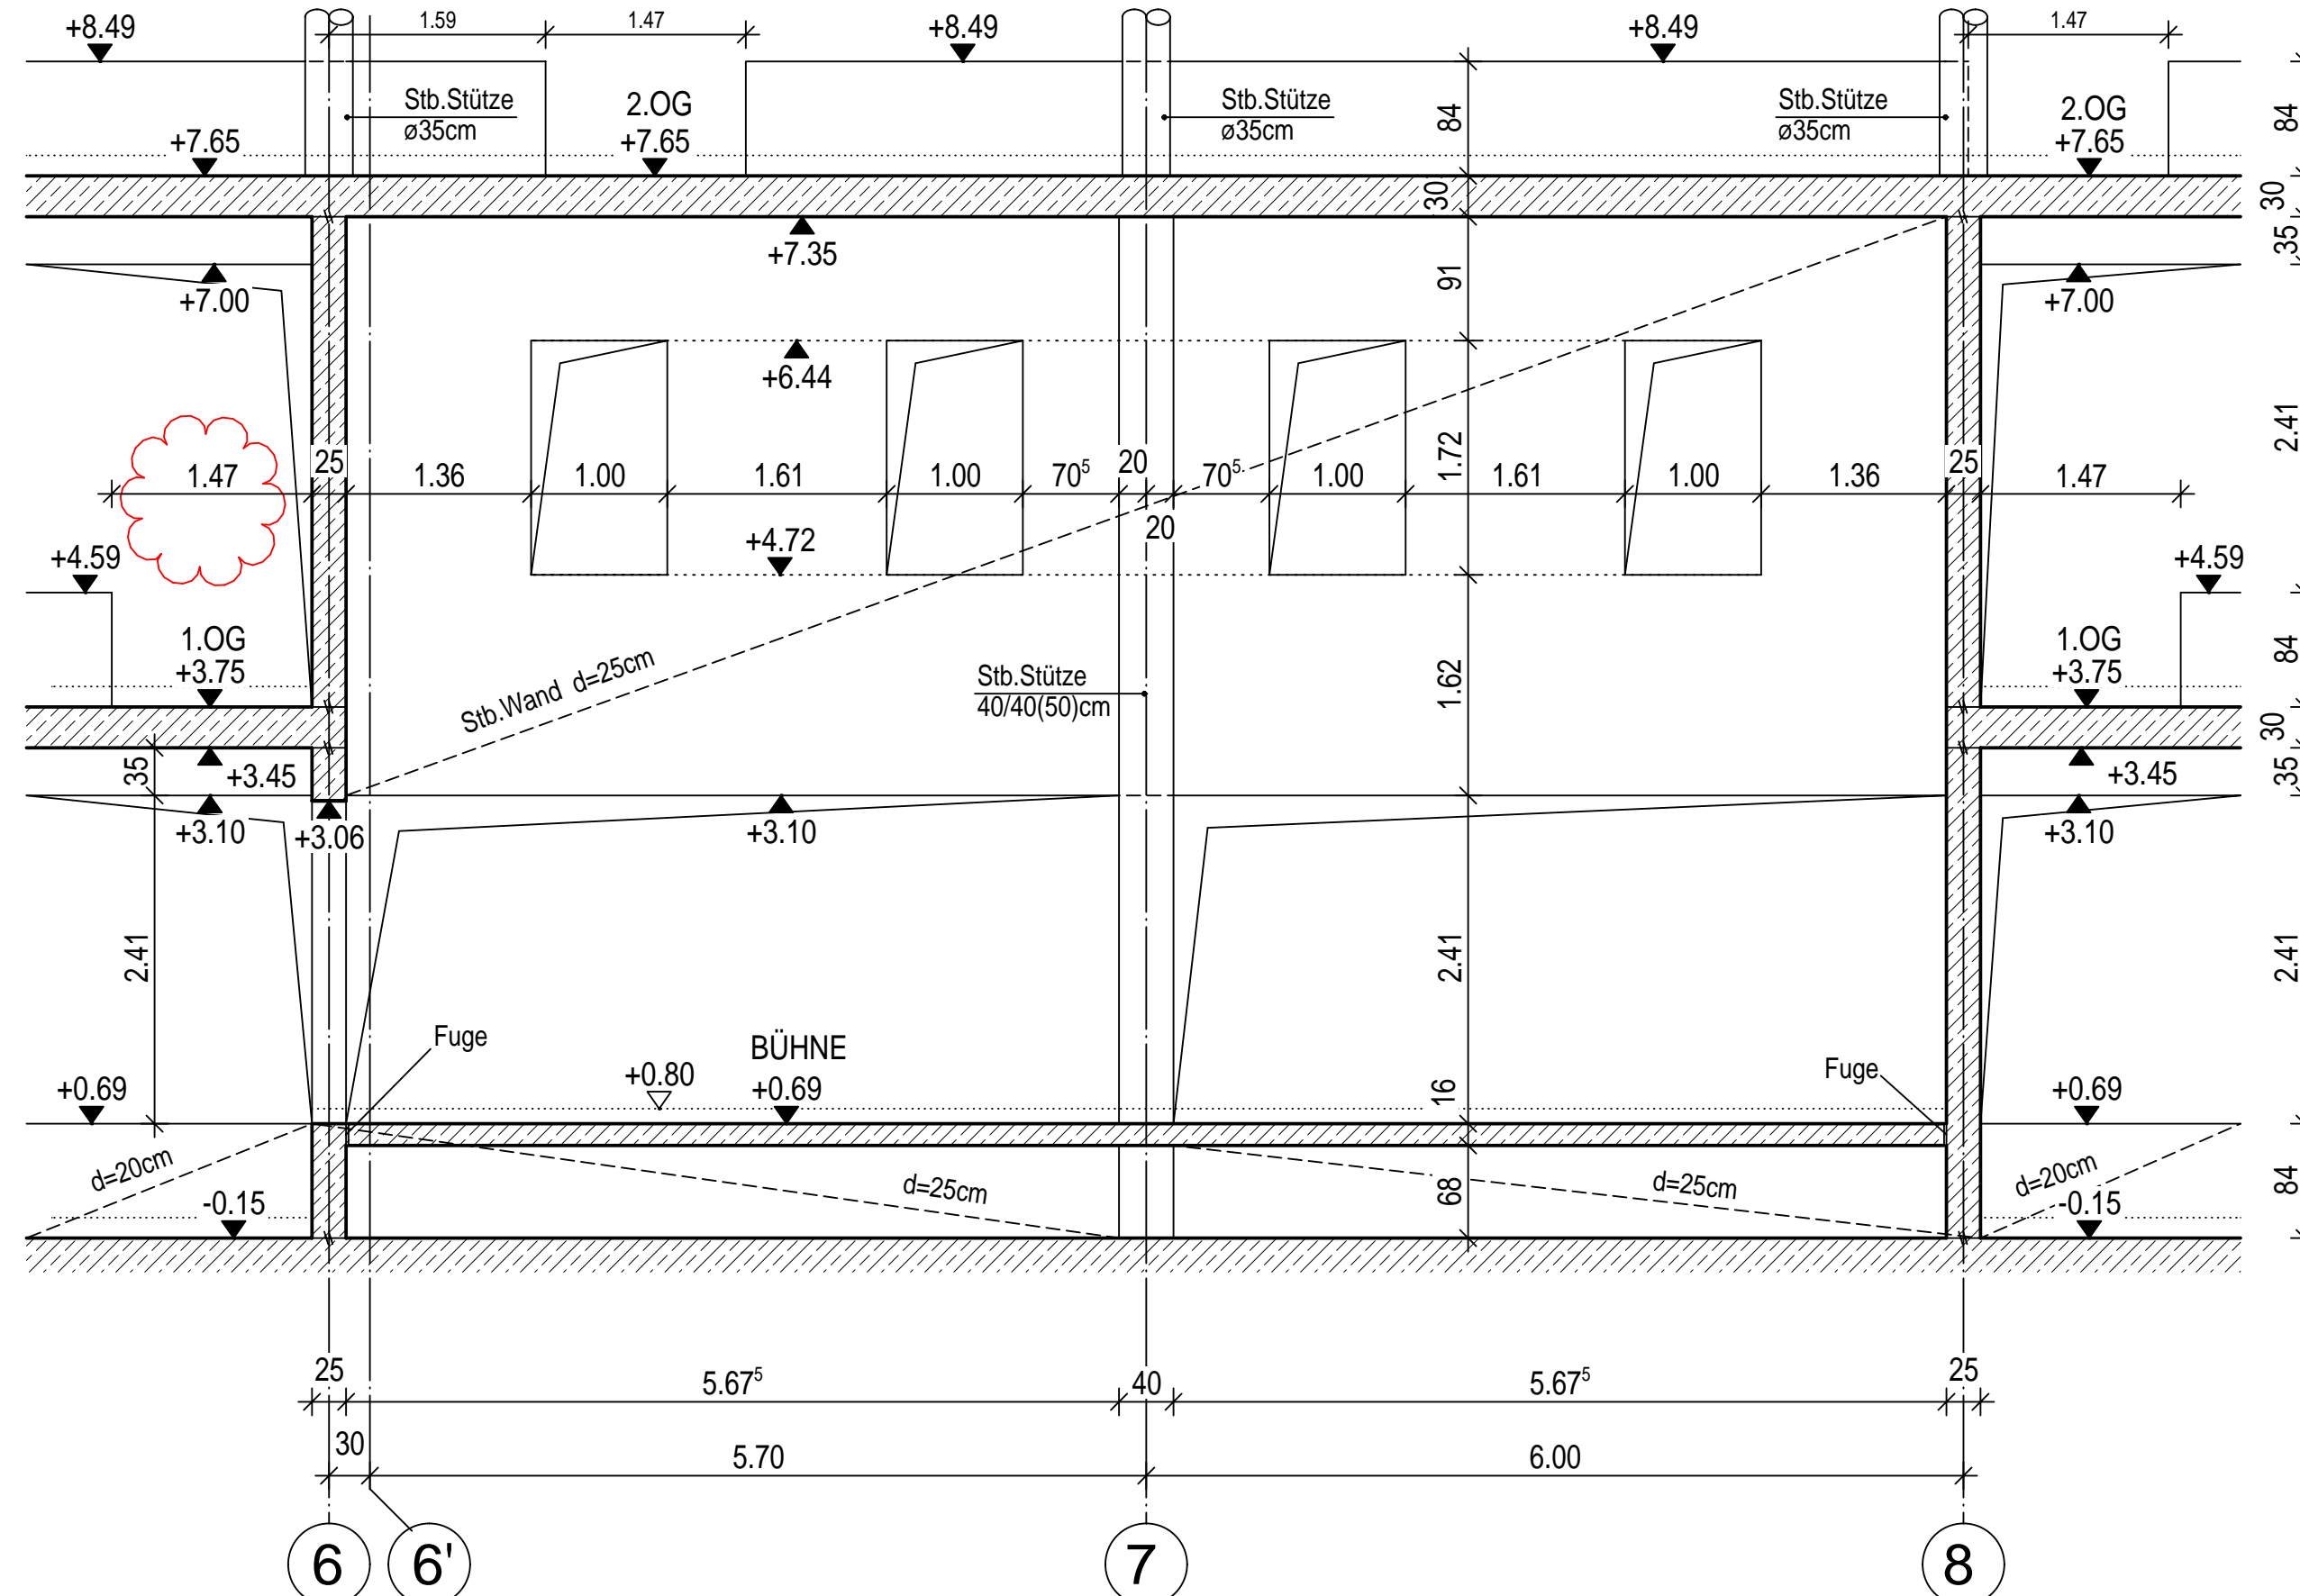 1.59 1.47 1.47
+8.49 +8.49 +8.49
Stb.Stütze Stb.Stütze Stb.Stütze
ø35cm ø35cm ø35cm
2.OG 2.OG
84 84
+7.65 +7.65 +7.65
30 30
35
+7.35
91
+7.00 +7.00
+6.44
2.41
1.72
1.47 25 1.36 1.00 1.61 1.00 70⁵ 20 70⁵ 1.00 1.61 1.00 1.36 25 1.47
20
+4.72
+4.59 +4.59
1.OG 1.OG
84
+3.75 +3.75
Stb.Wand d=25cm
Stb.Stütze
40/40(50)cm
1.62
30
35 +3.45 +3.45 35
+3.10 +3.06 +3.10 +3.10
2.41 2.41 2.41
Fuge Fuge
BÜHNE
+0.69 +0.80 +0.69 16 +0.69
d=20cm d=25cm 68 d=25cm d=20cm 84
-0.15 -0.15
25 5.67⁵ 40 5.67⁵ 25
30 5.70 6.00
6 6' 7 8